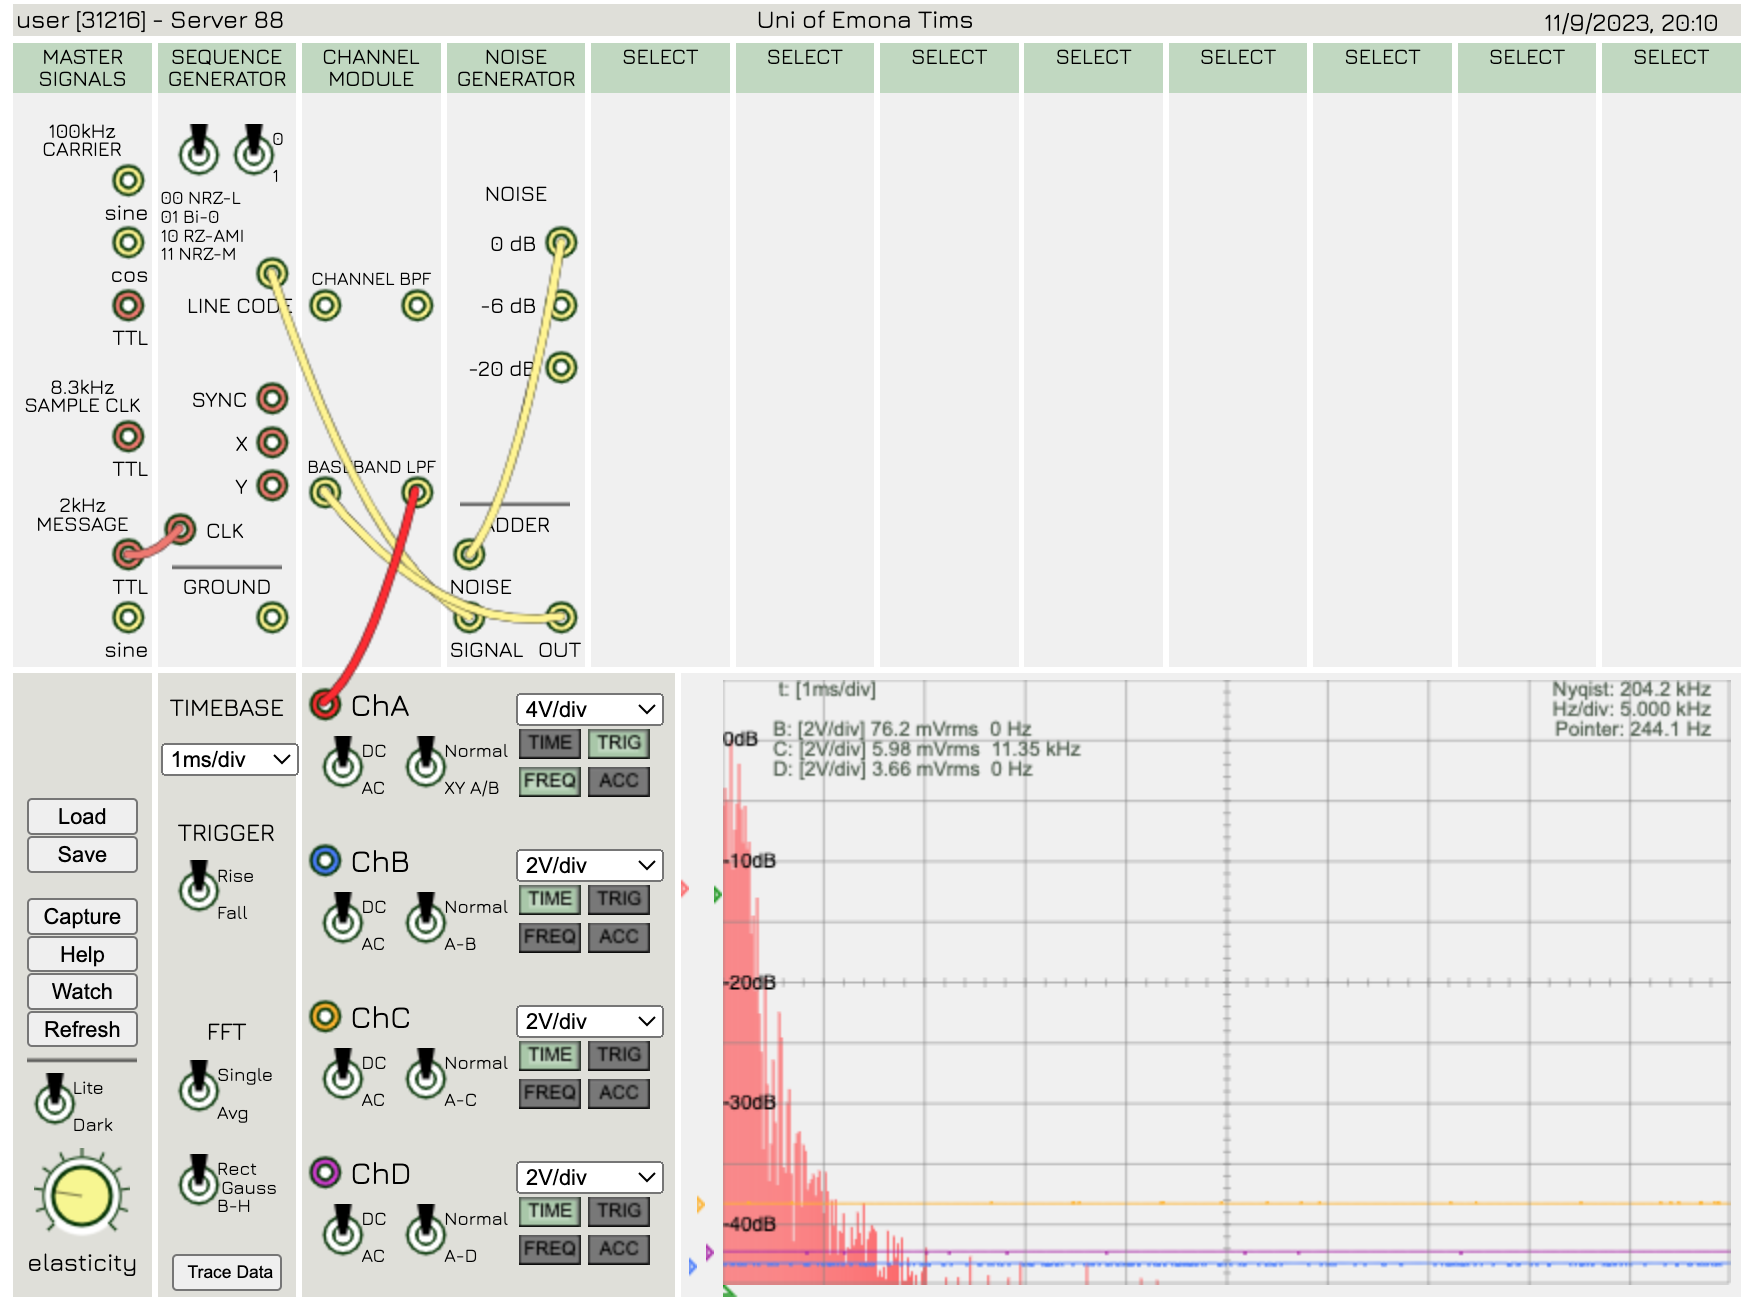 user [31216] - Server 88
Uni of Emona Tims
11/9/2023, 20:10
MASTER
SIGNALS
SEQUENCE
GENERATOR
CHANNEL
MODULE
NOISE
GENERATOR
SELECT
SELECT
SELECT
SELECT
SELECT
SELECT
SELECT
SELECT
100kHz
CARRIER
sine
cos
TTL
8.3kHz
SAMPLE CLK
TTL
2kHz
MESSAGE
TTL
sine
0
1
00 NRZ-L
01 Bi-0
10 RZ-AMI
11 NRZ-M
LINE CODE
SYNC
X
Y
CLK
GROUND
CHANNEL BPF
BASEBAND LPF
NOISE
0 dB
-6 dB
-20 dB
ADDER
NOISE
SIGNAL OUT
Load
Save
Capture
Help
Watch
Refresh
Lite
Dark
elasticity
TIMEBASE
1ms/div
TRIGGER
Rise
Fall
FFT
Single
Avg
Rect
Gauss
B-H
Trace Data
ChA
4V/div
DC
AC
Normal
XY A/B
TIME TRIG
FREQ ACC
ChB
2V/div
DC
AC
Normal
A-B
TIME TRIG
FREQ ACC
ChC
2V/div
DC
AC
Normal
A-C
TIME TRIG
FREQ ACC
ChD
2V/div
DC
AC
Normal
A-D
TIME TRIG
FREQ ACC
t: [1ms/div]
B: [2V/div] 76.2 mVrms 0 Hz
C: [2V/div] 5.98 mVrms 11.35 kHz
D: [2V/div] 3.66 mVrms 0 Hz
Nyqist: 204.2 kHz
Hz/div: 5.000 kHz
Pointer: 244.1 Hz
0dB
-10dB
-20dB
-30dB
-40dB